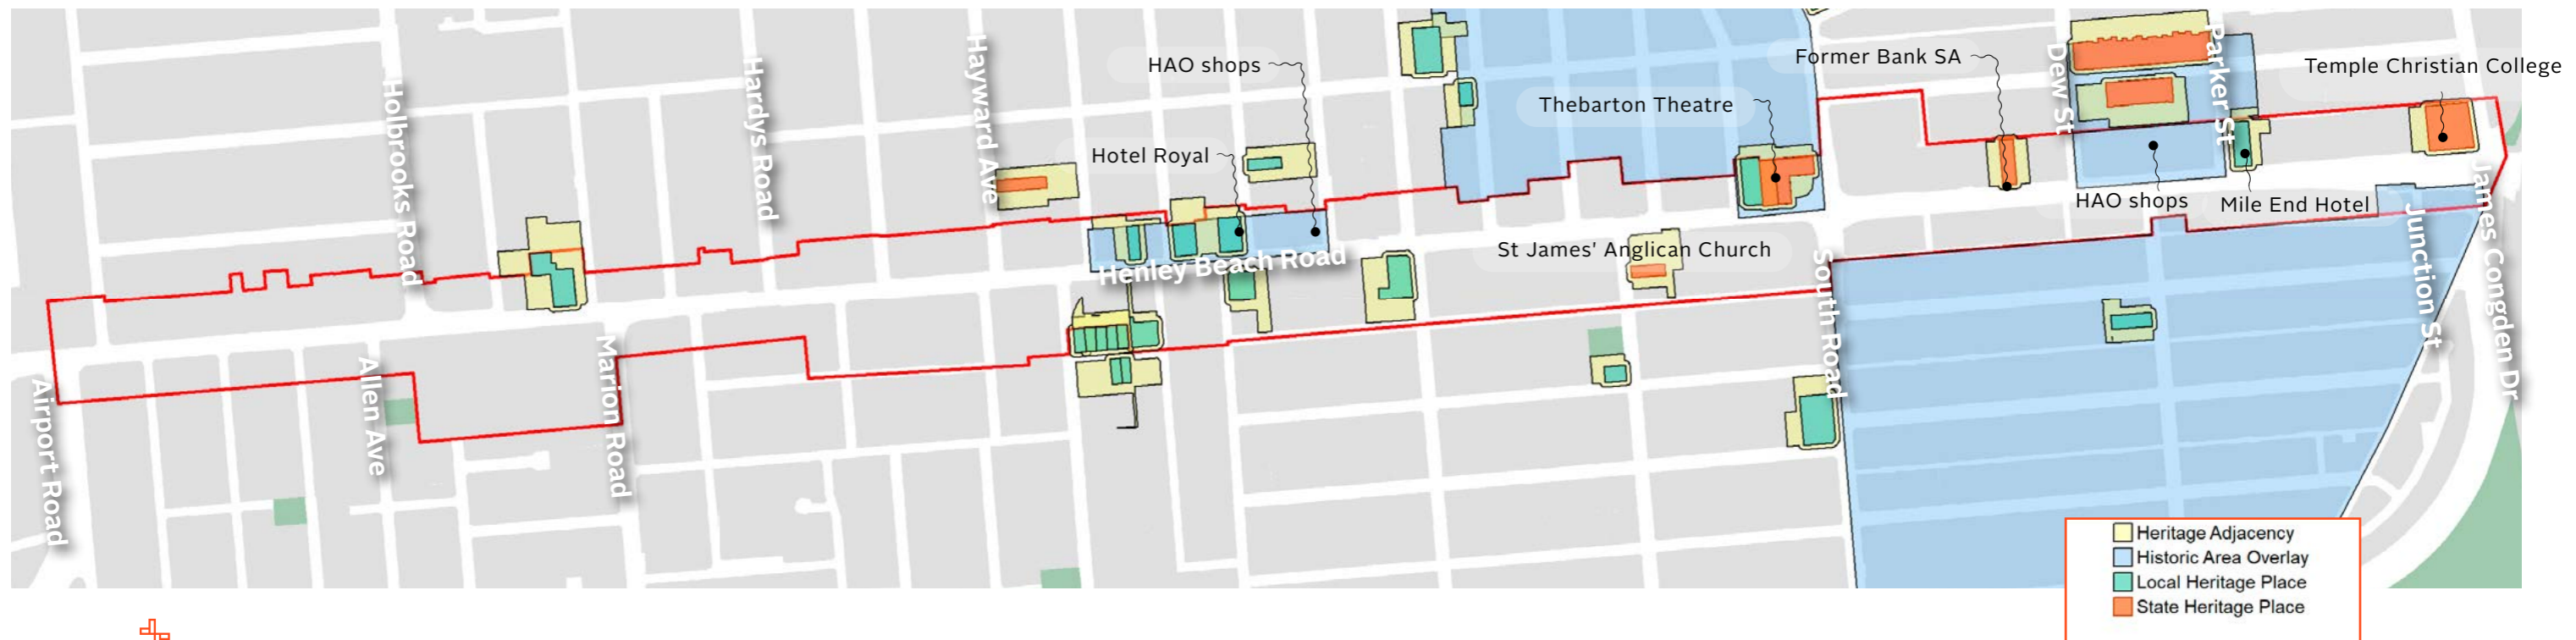 Holbrooks Road
Hardys Road
Hayward Ave
HAO shops
Hotel Royal
Thebarton Theatre
Former Bank SA
Dew St
Parker St
Temple Christian College
HAO shops
Mile End Hotel
St James' Anglican Church
Henley Beach Road
South Road
Junction St
James Congden Dr
Airport Road
Allen Ave
Marion Road
Heritage Adjacency
Historic Area Overlay
Local Heritage Place
State Heritage Place